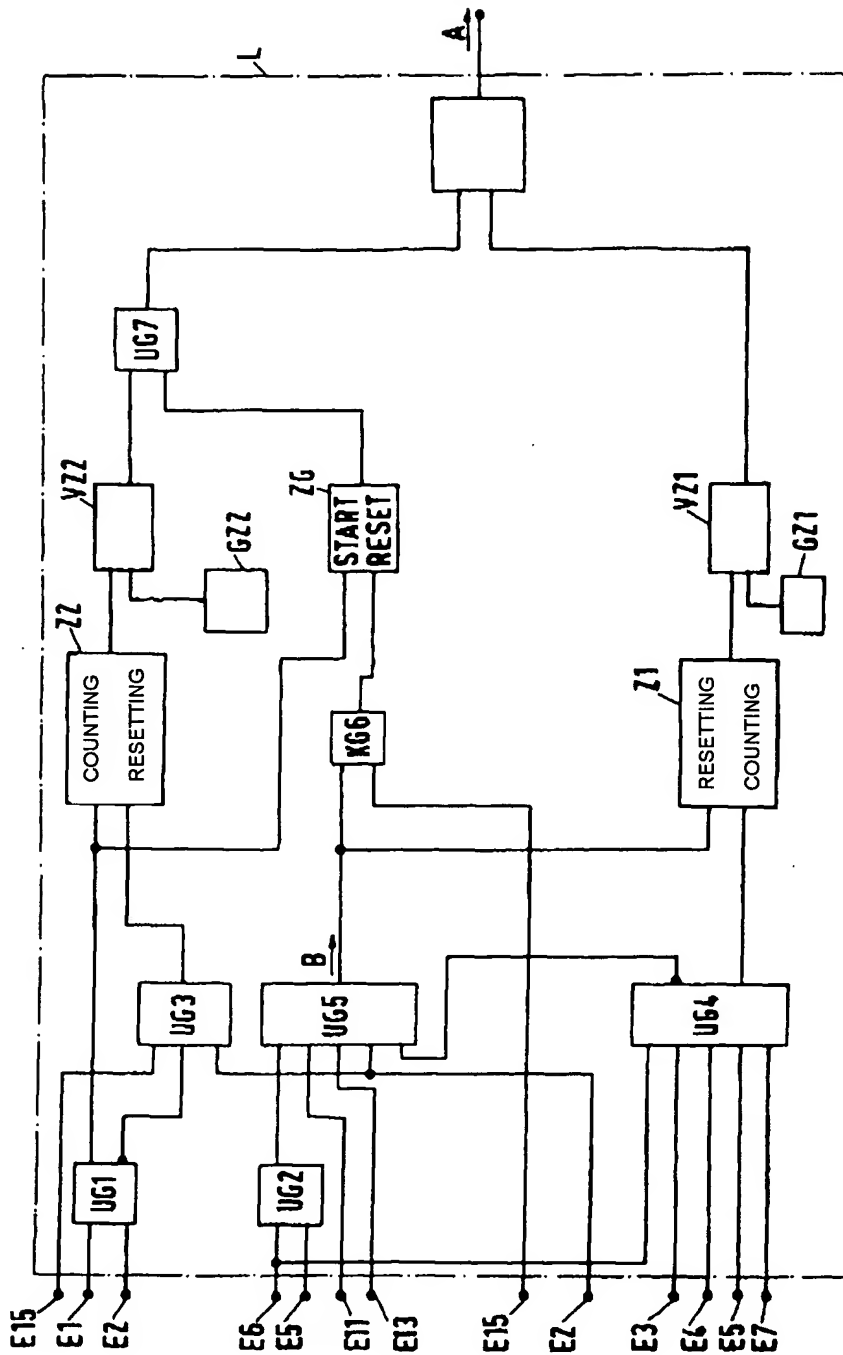 A
L
UG7
VZ2
GZ2
ZG
START
RESET
VZ1
GZ1
Z2
COUNTING
RESETTING
KG6
Z1
RESETTING
COUNTING
B
UG3
UG5
UG4
UG1
UG2
E15
E1
E2
E6
E5
E11
E13
E15
E2
E3
E4
E5
E7